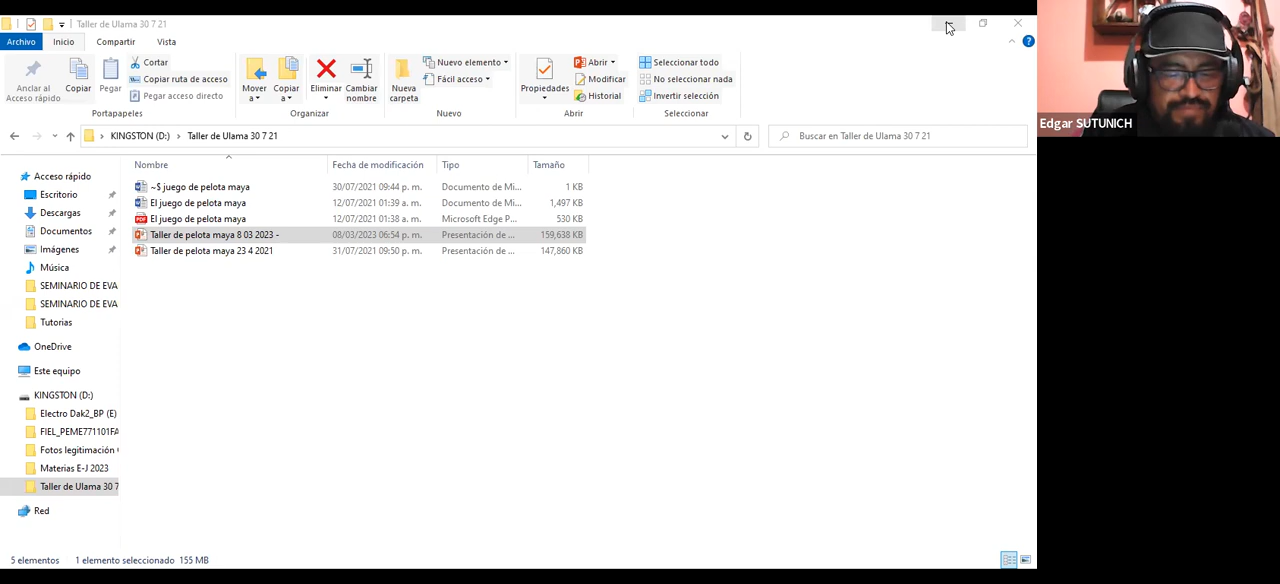 Taller de Ulama 30 7 21
Archivo Inicio Compartir Vista
Anclar al Acceso rápido
Copiar
Pegar
Cortar
Copiar ruta de acceso
Pegar acceso directo
Portapapeles
Mover a
Copiar a
Eliminar
Cambiar nombre
Organizar
Nueva carpeta
Nuevo elemento
Fácil acceso
Nuevo
Propiedades
Abrir
Modificar
Historial
Abrir
Seleccionar todo
No seleccionar nada
Invertir selección
Seleccionar
Edgar SUTUNICH
KINGSTON (D:) Taller de Ulama 30 7 21
Buscar en Taller de Ulama 30 7 21
Nombre Fecha de modificación Tipo Tamaño
~$ juego de pelota maya 30/07/2021 09:44 p. m. Documento de Mi... 1 KB
El juego de pelota maya 12/07/2021 01:39 a. m. Documento de Mi... 1,497 KB
El juego de pelota maya 12/07/2021 01:38 a. m. Microsoft Edge P... 530 KB
Taller de pelota maya 8 03 2023 - 08/03/2023 06:54 p. m. Presentación de ... 159,638 KB
Taller de pelota maya 23 4 2021 31/07/2021 09:50 p. m. Presentación de ... 147,860 KB
Acceso rápido
Escritorio
Descargas
Documentos
Imágenes
Música
SEMINARIO DE EVA
SEMINARIO DE EVA
Tutorias
OneDrive
Este equipo
KINGSTON (D:)
Electro Dak2_BP (E)
FIEL_PEME771101FA
Fotos legitimación
Materias E-J 2023
Taller de Ulama 30 7
Red
5 elementos 1 elemento seleccionado 155 MB